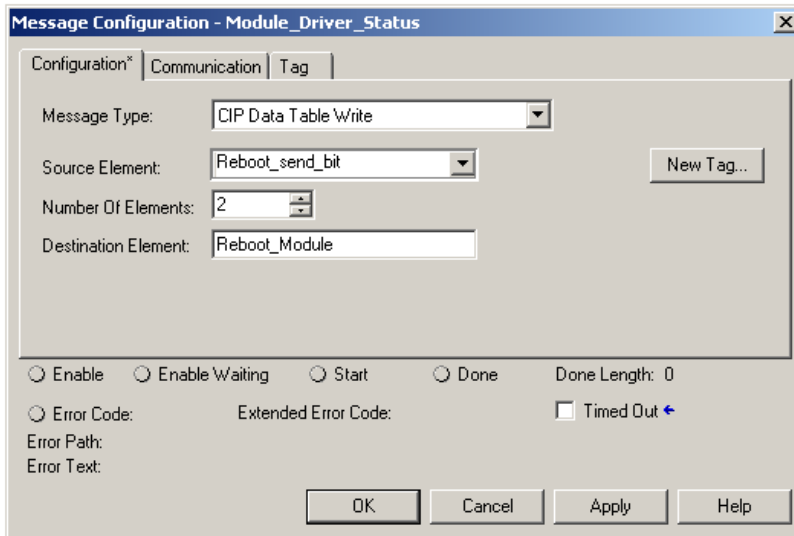 Message Configuration - Module_Driver_Status
Configuration* Communication Tag
Message Type: CIP Data Table Write
Source Element: Reboot_send_bit New Tag...
Number Of Elements: 2
Destination Element: Reboot_Module
Enable Enable Waiting Start Done Done Length: 0
Error Code: Extended Error Code: Timed Out
Error Path:
Error Text:
OK Cancel Apply Help